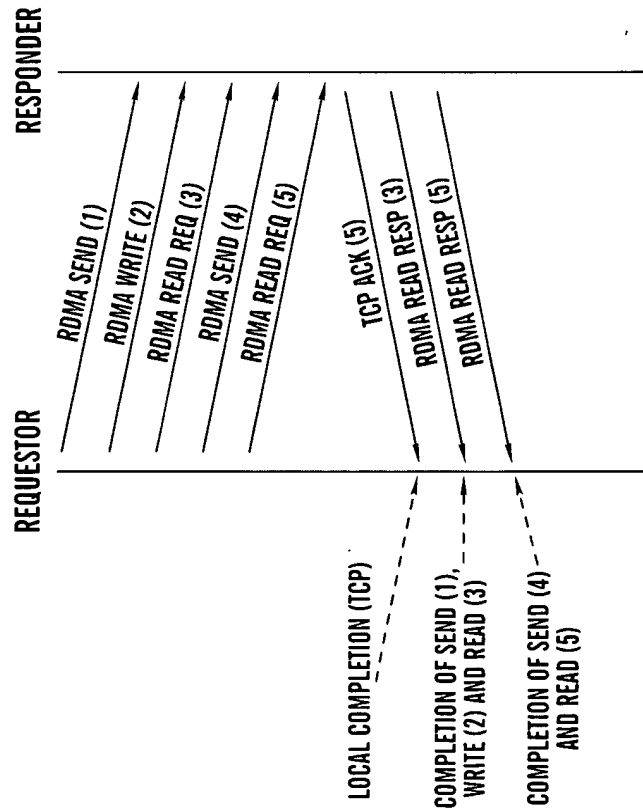 REQUESTOR
RESPONDER
RDMA SEND (1)
RDMA WRITE (2)
RDMA READ REQ (3)
RDMA SEND (4)
RDMA READ REQ (5)
TCP ACK (5)
RDMA READ RESP (3)
RDMA READ RESP (5)
LOCAL COMPLETION (TCP)
COMPLETION OF SEND (1),
WRITE (2) AND READ (3)
COMPLETION OF SEND (4)
AND READ (5)